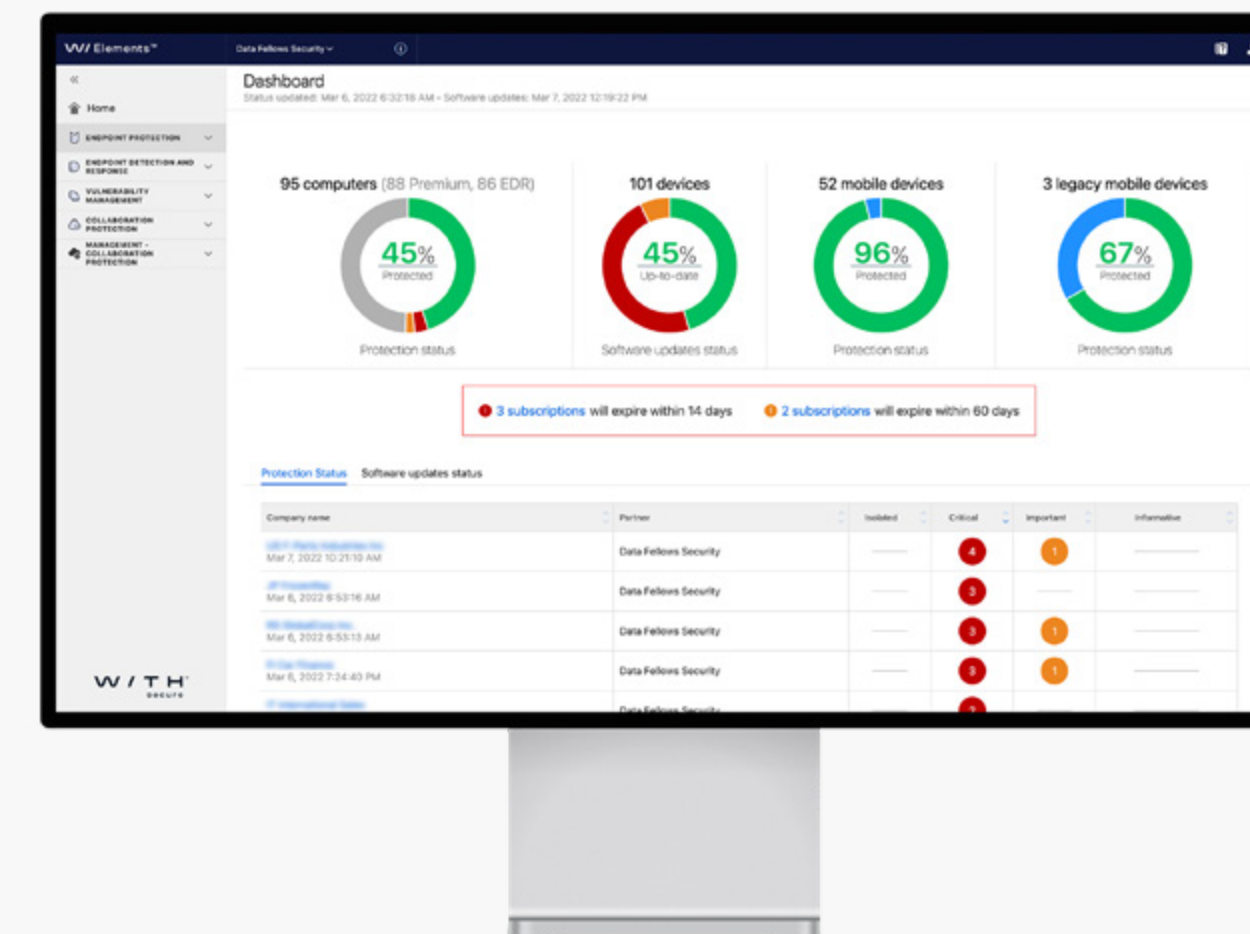 W/ Elements™
Data Fellows Security
Dashboard
Status updated: Mar 6, 2022 6:32:18 AM - Software updates: Mar 7, 2022 12:19:22 PM
Home
ENDPOINT PROTECTION
ENDPOINT DETECTION AND
RESPONSE
VULNERABILITY
MANAGEMENT
COLLABORATION
PROTECTION
MANAGEMENT -
COLLABORATION
PROTECTION
95 computers (88 Premium, 86 EDR)
45%
Protected
Protection status
101 devices
45%
Up-to-date
Software updates status
52 mobile devices
96%
Protected
Protection status
3 legacy mobile devices
67%
Protected
Protection status
3 subscriptions will expire within 14 days
2 subscriptions will expire within 60 days
Protection Status Software updates status
Company name Partner Isolated Critical Important Informative
Mar 7, 2022 10:21:10 AM Data Fellows Security 4 1
Mar 6, 2022 6:53:16 AM Data Fellows Security 3
Mar 6, 2022 6:53:13 AM Data Fellows Security 3 1
Mar 6, 2022 7:24:40 PM Data Fellows Security 3 1
Data Fellows Security
W / T H
secure